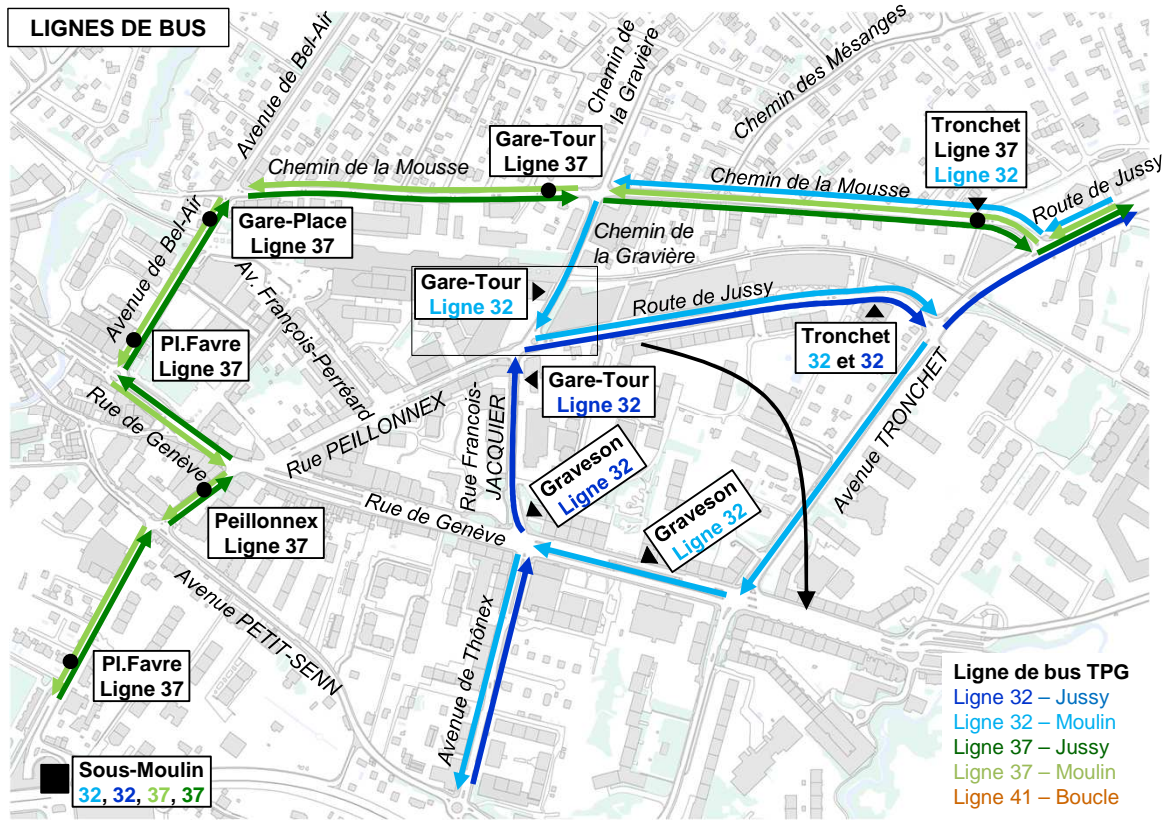 LIGNES DE BUS
Avenue de Bel-Air
Chemin de
la Gravière
Chemin des Mésanges
Gare-Tour
Ligne 37
Tronchet
Ligne 37
Ligne 32
Chemin de la Mousse
Chemin de la Mousse
Route de Jussy
Avenue de Bel-Air
Gare-Place
Ligne 37
Chemin de
la Gravière
Av. François-Perréard
Gare-Tour
Ligne 32
Route de Jussy
Pl.Favre
Ligne 37
Tronchet
32 et 32
Gare-Tour
Ligne 32
Rue de Genève
Rue PEILLONNEX
Rue Francois-
JACQUIER
Avenue TRONCHET
Graveson
Ligne 32
Graveson
Ligne 32
Peillonnex
Ligne 37
Rue de Genève
Avenue PETIT-SENN
Avenue de Thônex
Pl.Favre
Ligne 37
Sous-Moulin
32, 32, 37, 37
Ligne de bus TPG
Ligne 32 – Jussy
Ligne 32 – Moulin
Ligne 37 – Jussy
Ligne 37 – Moulin
Ligne 41 – Boucle